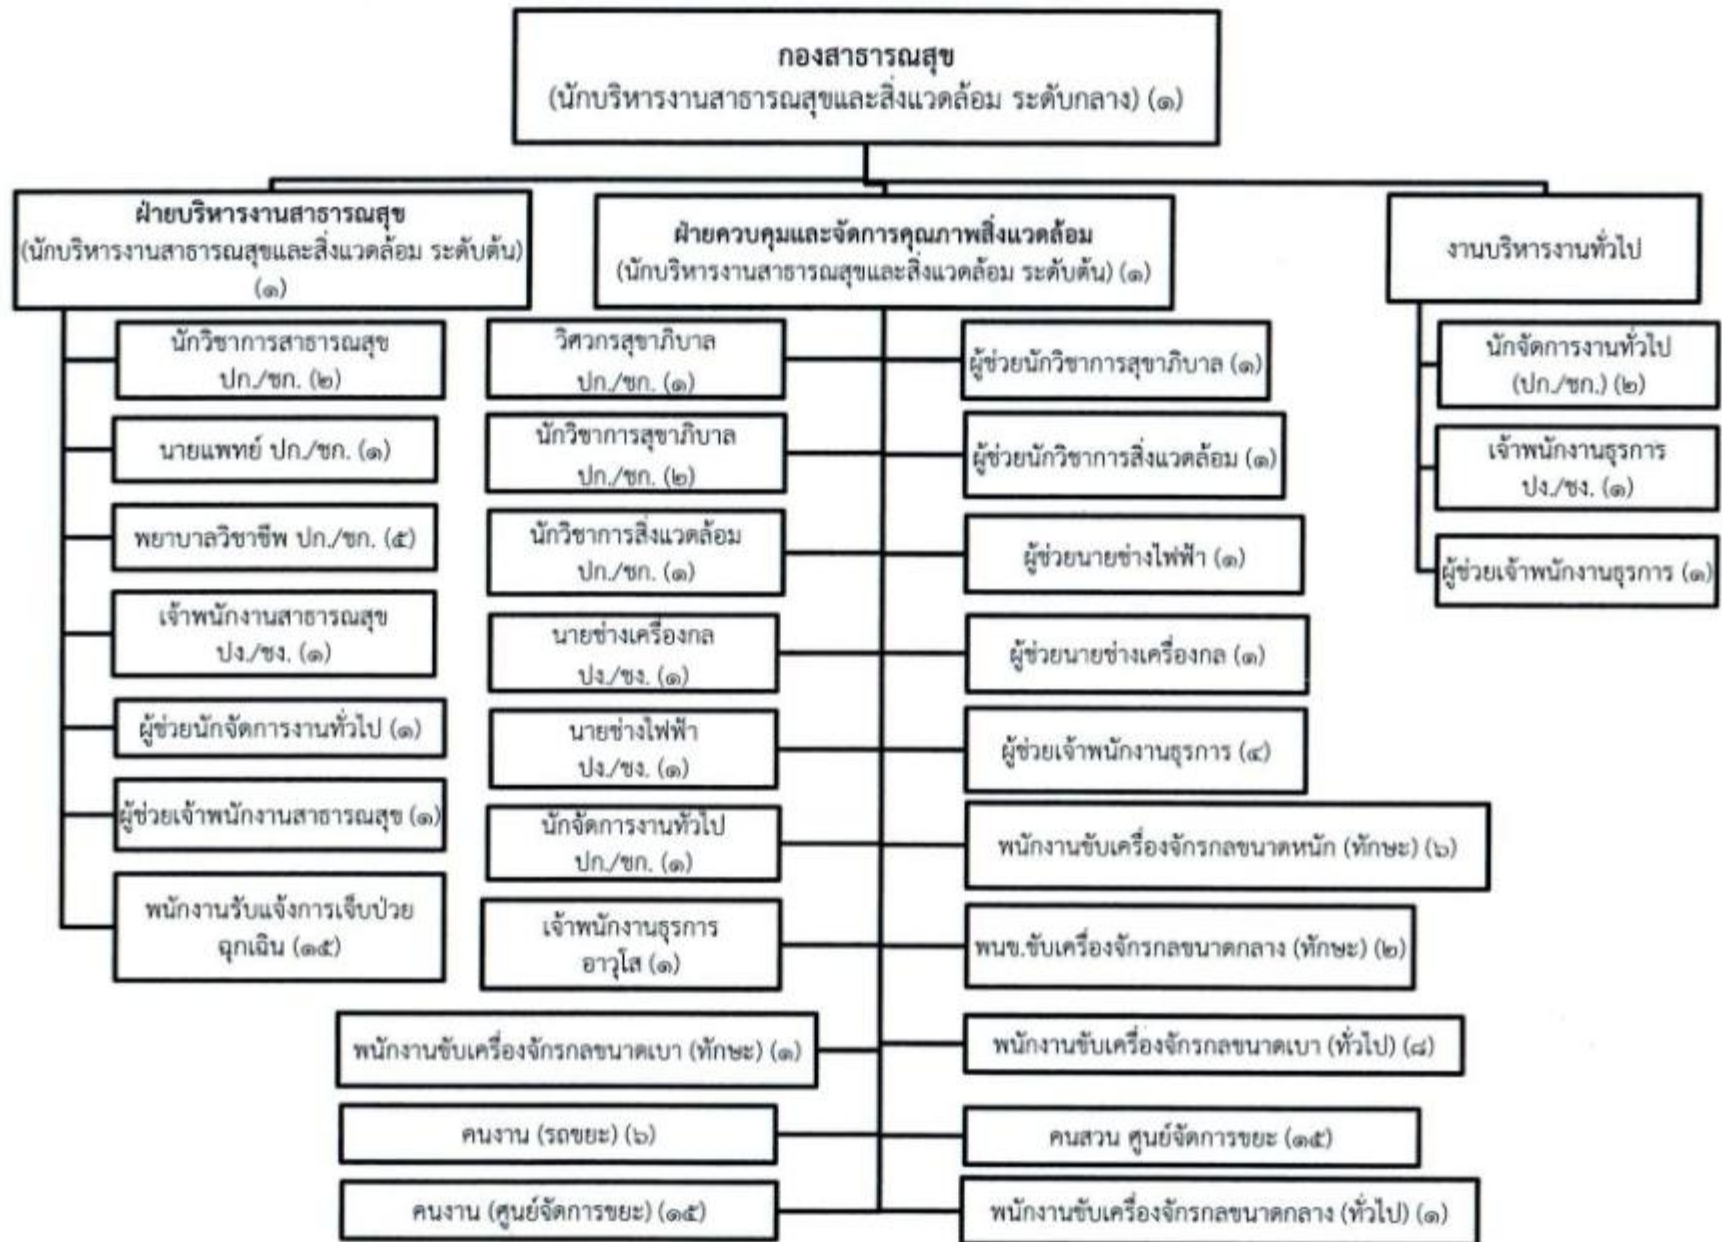 กองสาธารณสุข
(นักบริหารงานสาธารณสุขและสิ่งแวดล้อม ระดับกลาง) (๑)
ฝ่ายบริหารงานสาธารณสุข
(นักบริหารงานสาธารณสุขและสิ่งแวดล้อม ระดับต้น)
(๑)
นักวิชาการสาธารณสุข
ปก./ชก. (๒)
นายแพทย์ ปก./ชก. (๑)
พยาบาลวิชาชีพ ปก./ชก. (๕)
เจ้าพนักงานสาธารณสุข
ปง./ชง. (๑)
ผู้ช่วยนักจัดการงานทั่วไป (๑)
ผู้ช่วยเจ้าพนักงานสาธารณสุข (๑)
พนักงานรับแจ้งการเจ็บป่วย
ฉุกเฉิน (๑๕)
ฝ่ายควบคุมและจัดการคุณภาพสิ่งแวดล้อม
(นักบริหารงานสาธารณสุขและสิ่งแวดล้อม ระดับต้น) (๑)
วิศวกรสุขาภิบาล
ปก./ชก. (๑)
นักวิชาการสุขาภิบาล
ปก./ชก. (๒)
นักวิชาการสิ่งแวดล้อม
ปก./ชก. (๑)
นายช่างเครื่องกล
ปง./ชง. (๑)
นายช่างไฟฟ้า
ปง./ชง. (๑)
นักจัดการงานทั่วไป
ปก./ชก. (๑)
เจ้าพนักงานธุรการ
อาวุโส (๑)
พนักงานขับเครื่องจักรกลขนาดเบา (ทักษะ) (๑)
คนงาน (รถขยะ) (๖)
คนงาน (ศูนย์จัดการขยะ) (๑๕)
ผู้ช่วยนักวิชาการสุขาภิบาล (๑)
ผู้ช่วยนักวิชาการสิ่งแวดล้อม (๑)
ผู้ช่วยนายช่างไฟฟ้า (๑)
ผู้ช่วยนายช่างเครื่องกล (๑)
ผู้ช่วยเจ้าพนักงานธุรการ (๔)
พนักงานขับเครื่องจักรกลขนาดหนัก (ทักษะ) (๖)
พนข.ขับเครื่องจักรกลขนาดกลาง (ทักษะ) (๒)
พนักงานขับเครื่องจักรกลขนาดเบา (ทั่วไป) (๘)
คนสวน ศูนย์จัดการขยะ (๑๕)
พนักงานขับเครื่องจักรกลขนาดกลาง (ทั่วไป) (๑)
งานบริหารงานทั่วไป
นักจัดการงานทั่วไป
(ปก./ชก.) (๒)
เจ้าพนักงานธุรการ
ปง./ชง. (๑)
ผู้ช่วยเจ้าพนักงานธุรการ (๑)